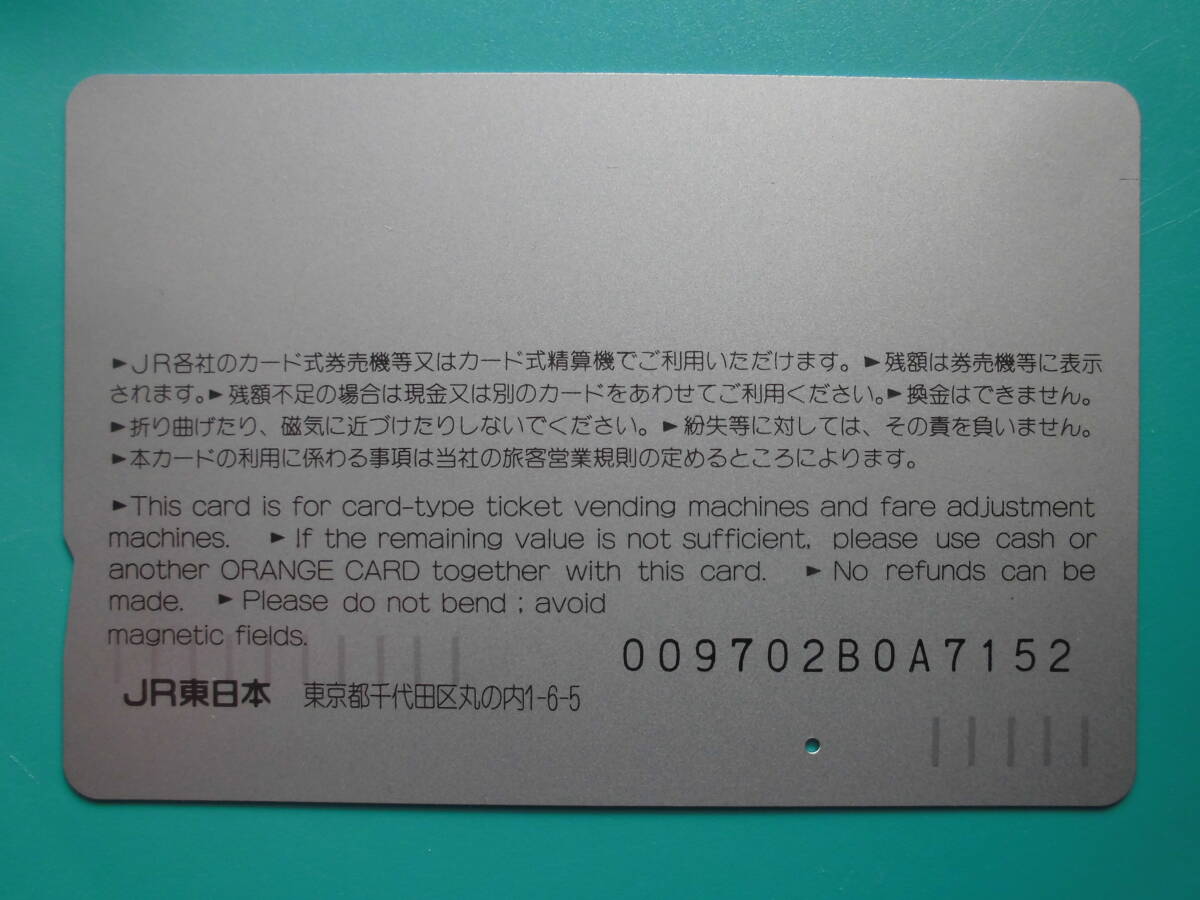 ►JR各社のカード式券売機等又はカード式精算機でご利用いただけます。►残額は券売機等に表示
されます。►残額不足の場合は現金又は別のカードをあわせてご利用ください。►換金はできません。
►折り曲げたり、磁気に近づけたりしないでください。►紛失等に対しては、その責を負いません。
►本カードの利用に係わる事項は当社の旅客営業規則の定めるところによります。
►This card is for card-type ticket vending machines and fare adjustment
machines. ►If the remaining value is not sufficient, please use cash or
another ORANGE CARD together with this card. ►No refunds can be
made. ►Please do not bend ; avoid
magnetic fields.
009702B0A7152
JR東日本 東京都千代田区丸の内1-6-5